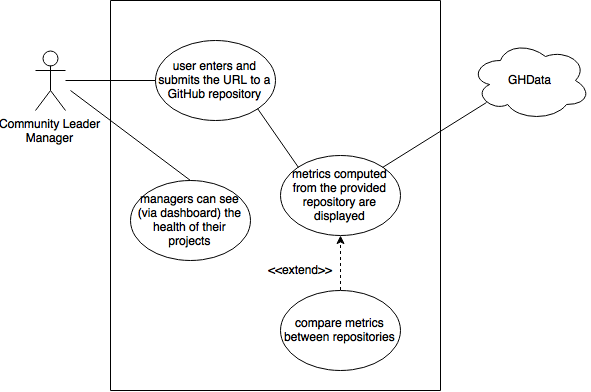 Community Leader
Manager
user enters and
submits the URL to a
GitHub repository
GHData
managers can see
(via dashboard) the
health of their
projects
metrics computed
from the provided
repository are
displayed
<<extend>>
compare metrics
between repositories